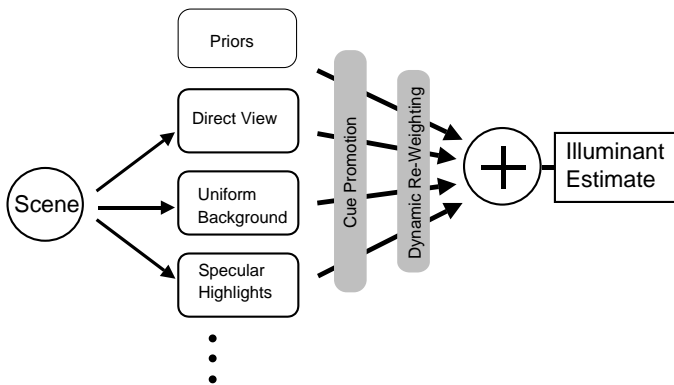 Scene
Priors
Direct View
Uniform
Background
Specular
Highlights
Cue Promotion
Dynamic Re-Weighting
Illuminant
Estimate